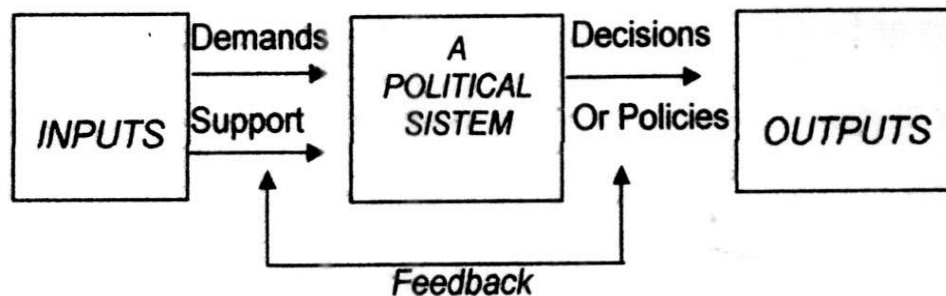 INPUTS
Demands
Support
A
POLITICAL
SISTEM
Decisions
Or Policies
OUTPUTS
Feedback